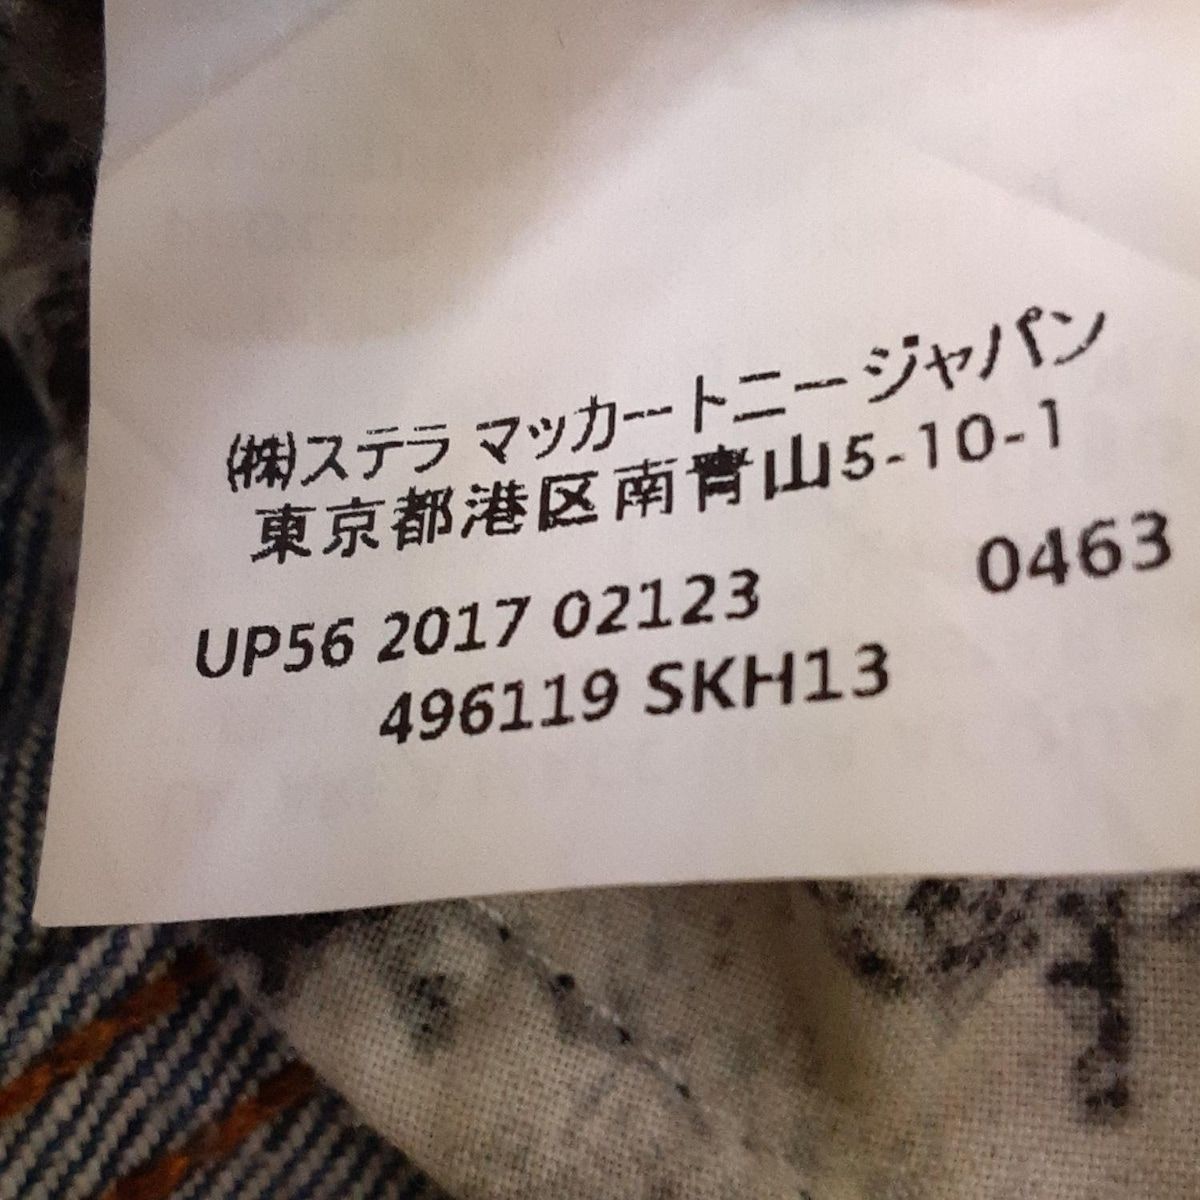 (株)ステラ マッカートニージャパン
東京都港区南青山5-10-1
UP56 2017 02123 0463
496119 SKH13